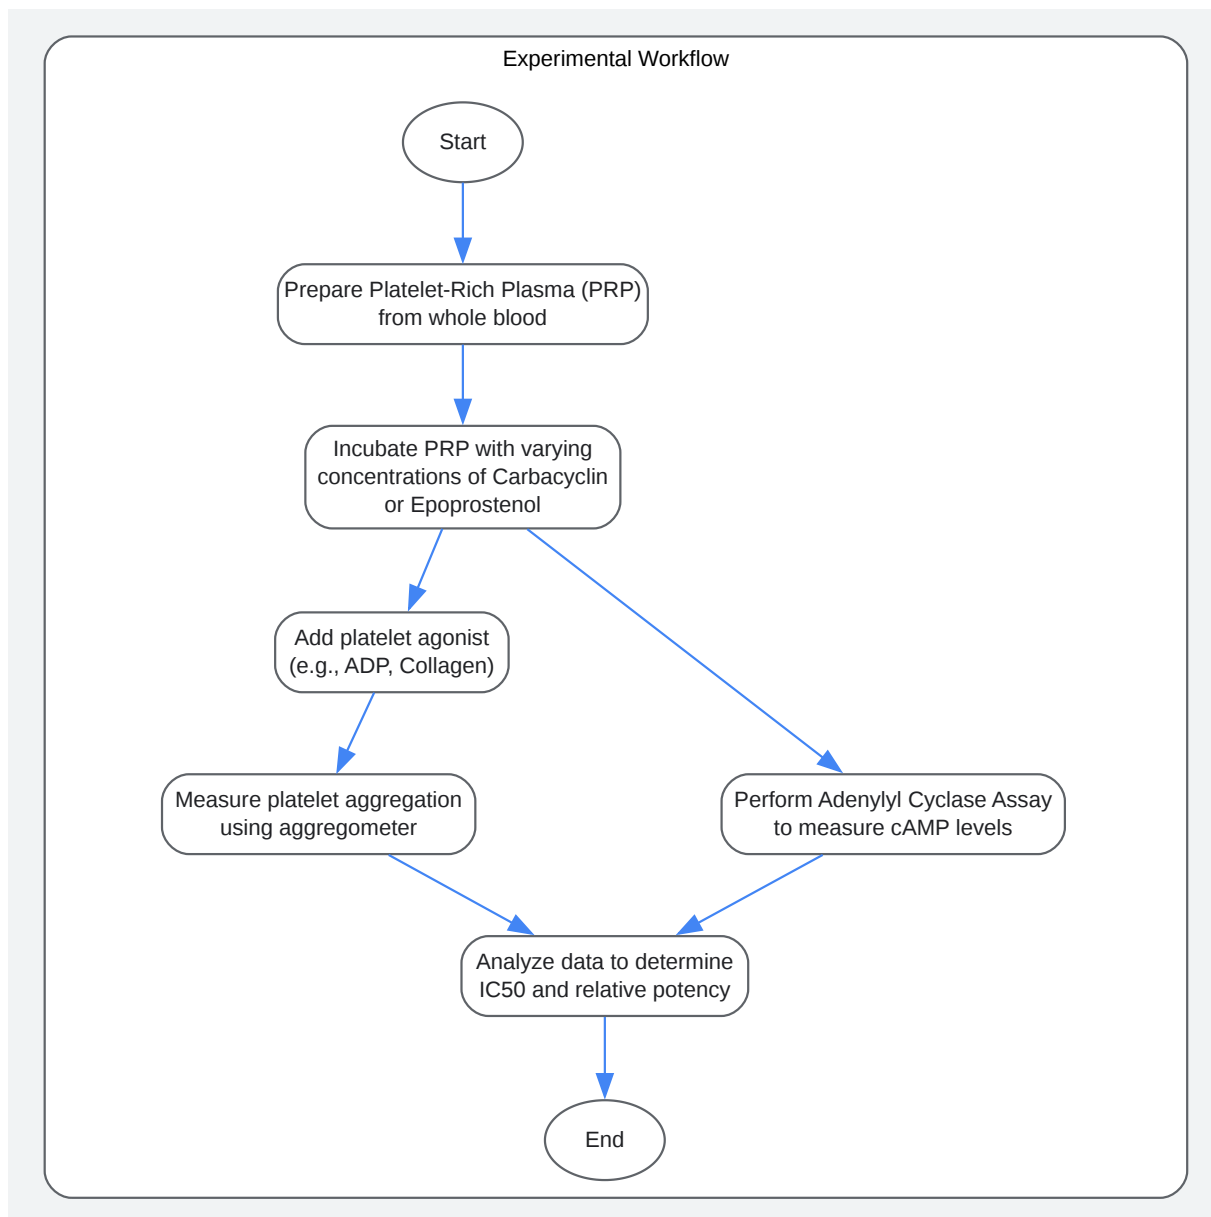 Experimental Workflow
Start
Prepare Platelet-Rich Plasma (PRP)
from whole blood
Incubate PRP with varying
concentrations of Carbacyclin
or Epoprostenol
Add platelet agonist
(e.g., ADP, Collagen)
Measure platelet aggregation
using aggregometer
Perform Adenylyl Cyclase Assay
to measure cAMP levels
Analyze data to determine
IC50 and relative potency
End